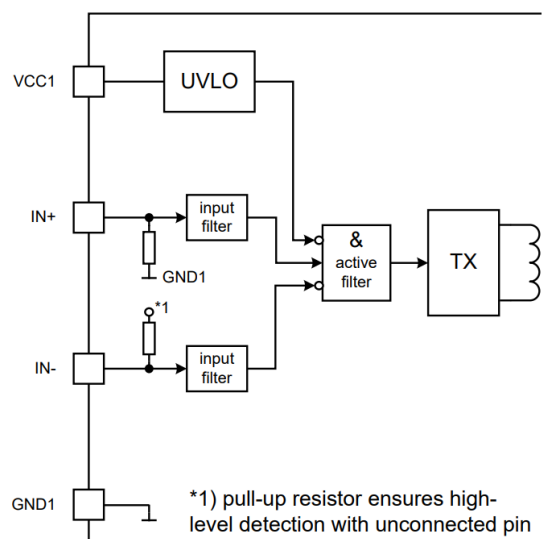 VCC1
UVLO
IN+
input
filter
GND1
&
active
filter
TX
*1
IN-
input
filter
GND1
*1) pull-up resistor ensures high-
level detection with unconnected pin